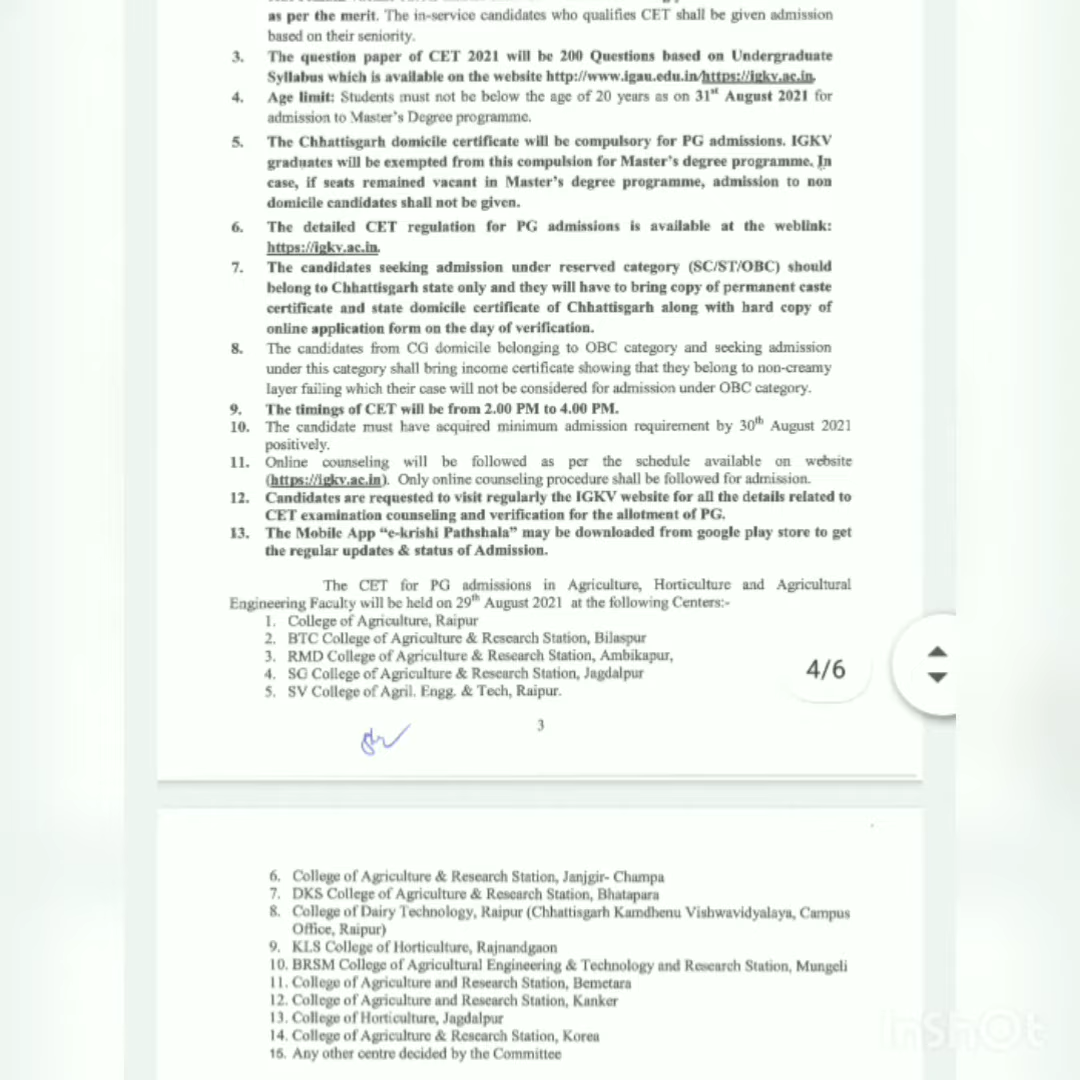 as per the merit. The in-service candidates who qualifies CET shall be given admission
based on their seniority.
3. The question paper of CET 2021 will be 200 Questions based on Undergraduate
Syllabus which is available on the website http://www.igau.edu.in/https://igkv.ac.in.
4. Age limit: Students must not be below the age of 20 years as on 31st August 2021 for
admission to Master's Degree programme.
5. The Chhattisgarh domicile certificate will be compulsory for PG admissions. IGKV
graduates will be exempted from this compulsion for Master's degree programme. In
case, if seats remained vacant in Master's degree programme, admission to non
domicile candidates shall not be given.
6. The detailed CET regulation for PG admissions is available at the weblink:
https://igkv.ac.in.
7. The candidates seeking admission under reserved category (SC/ST/OBC) should
belong to Chhattisgarh state only and they will have to bring copy of permanent caste
certificate and state domicile certificate of Chhattisgarh along with hard copy of
online application form on the day of verification.
8. The candidates from CG domicile belonging to OBC category and seeking admission
under this category shall bring income certificate showing that they belong to non-creamy
layer failing which their case will not be considered for admission under OBC category.
9. The timings of CET will be from 2.00 PM to 4.00 PM.
10. The candidate must have acquired minimum admission requirement by 30th August 2021
positively.
11. Online counseling will be followed as per the schedule available on website
(https://igkv.ac.in). Only online counseling procedure shall be followed for admission.
12. Candidates are requested to visit regularly the IGKV website for all the details related to
CET examination counseling and verification for the allotment of PG.
13. The Mobile App "e-krishi Pathshala" may be downloaded from google play store to get
the regular updates & status of Admission.
The CET for PG admissions in Agriculture, Horticulture and Agricultural
Engineering Faculty will be held on 29th August 2021 at the following Centers:-
1. College of Agriculture, Raipur
2. BTC College of Agriculture & Research Station, Bilaspur
3. RMD College of Agriculture & Research Station, Ambikapur,
4. SG College of Agriculture & Research Station, Jagdalpur
5. SV College of Agril. Engg. & Tech, Raipur.
4/6
3
6. College of Agriculture & Research Station, Janjgir- Champa
7. DKS College of Agriculture & Research Station, Bhatapara
8. College of Dairy Technology, Raipur (Chhattisgarh Kamdhenu Vishwavidyalaya, Campus
Office, Raipur)
9. KLS College of Horticulture, Rajnandgaon
10. BRSM College of Agricultural Engineering & Technology and Research Station, Mungeli
11. College of Agriculture and Research Station, Bemetara
12. College of Agriculture and Research Station, Kanker
13. College of Horticulture, Jagdalpur
14. College of Agriculture & Research Station, Korea
15. Any other centre decided by the Committee
InShOt